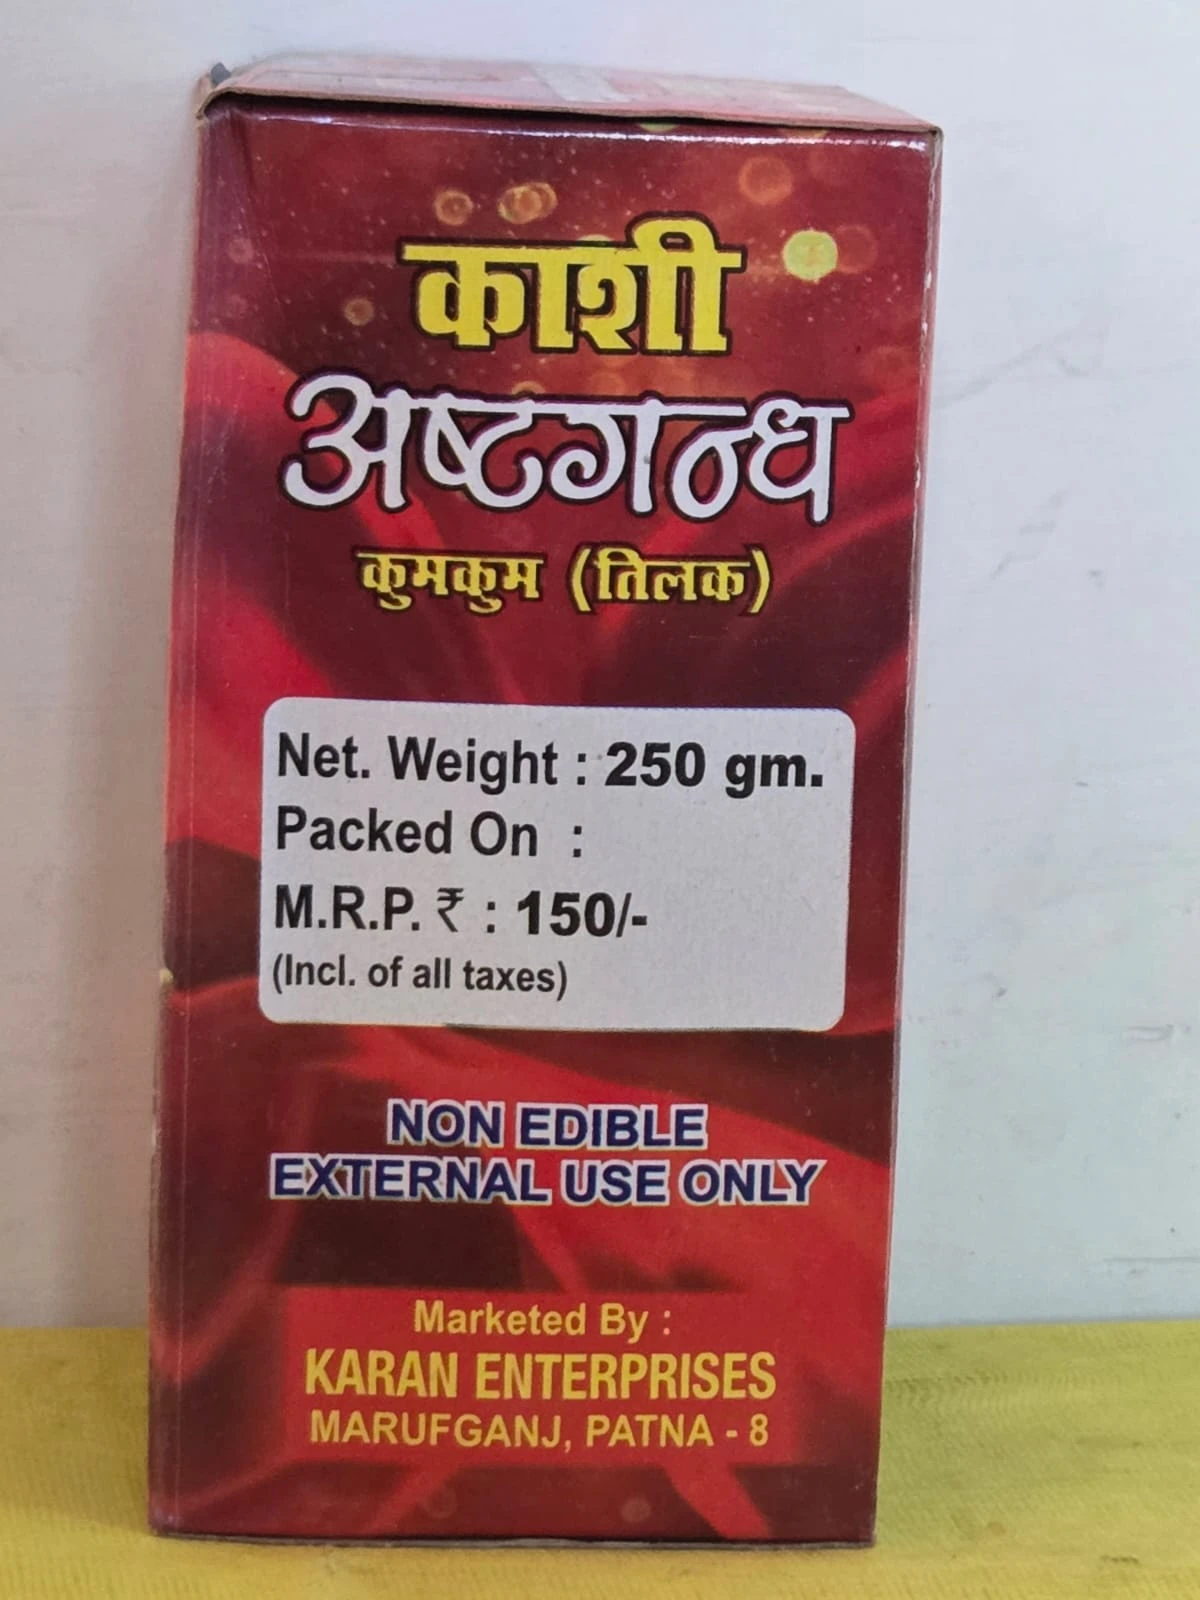 काशी
अष्टगन्ध
कुमकुम (तिलक)
Net. Weight : 250 gm.
Packed On :
M.R.P. ₹ : 150/-
(Incl. of all taxes)
NON EDIBLE
EXTERNAL USE ONLY
Marketed By :
KARAN ENTERPRISES
MARUFGANJ, PATNA - 8